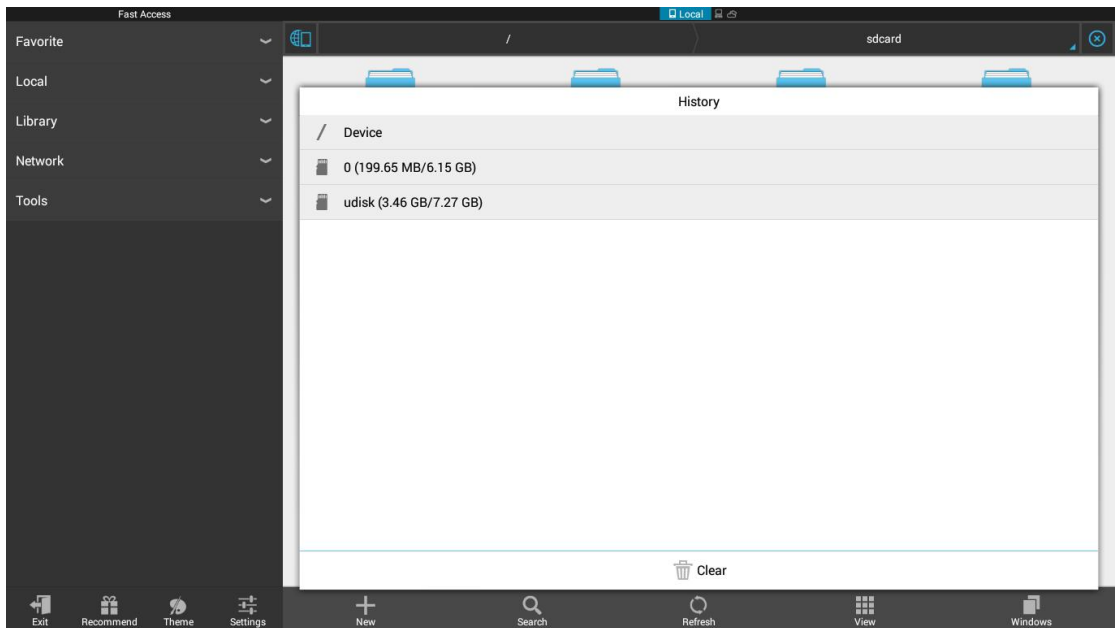 Fast Access
Local
Favorite
/
sdcard
Local
Library
Network
Tools
History
/ Device
0 (199.65 MB/6.15 GB)
udisk (3.46 GB/7.27 GB)
Clear
Exit
Recommend
Theme
Settings
New
Search
Refresh
View
Windows